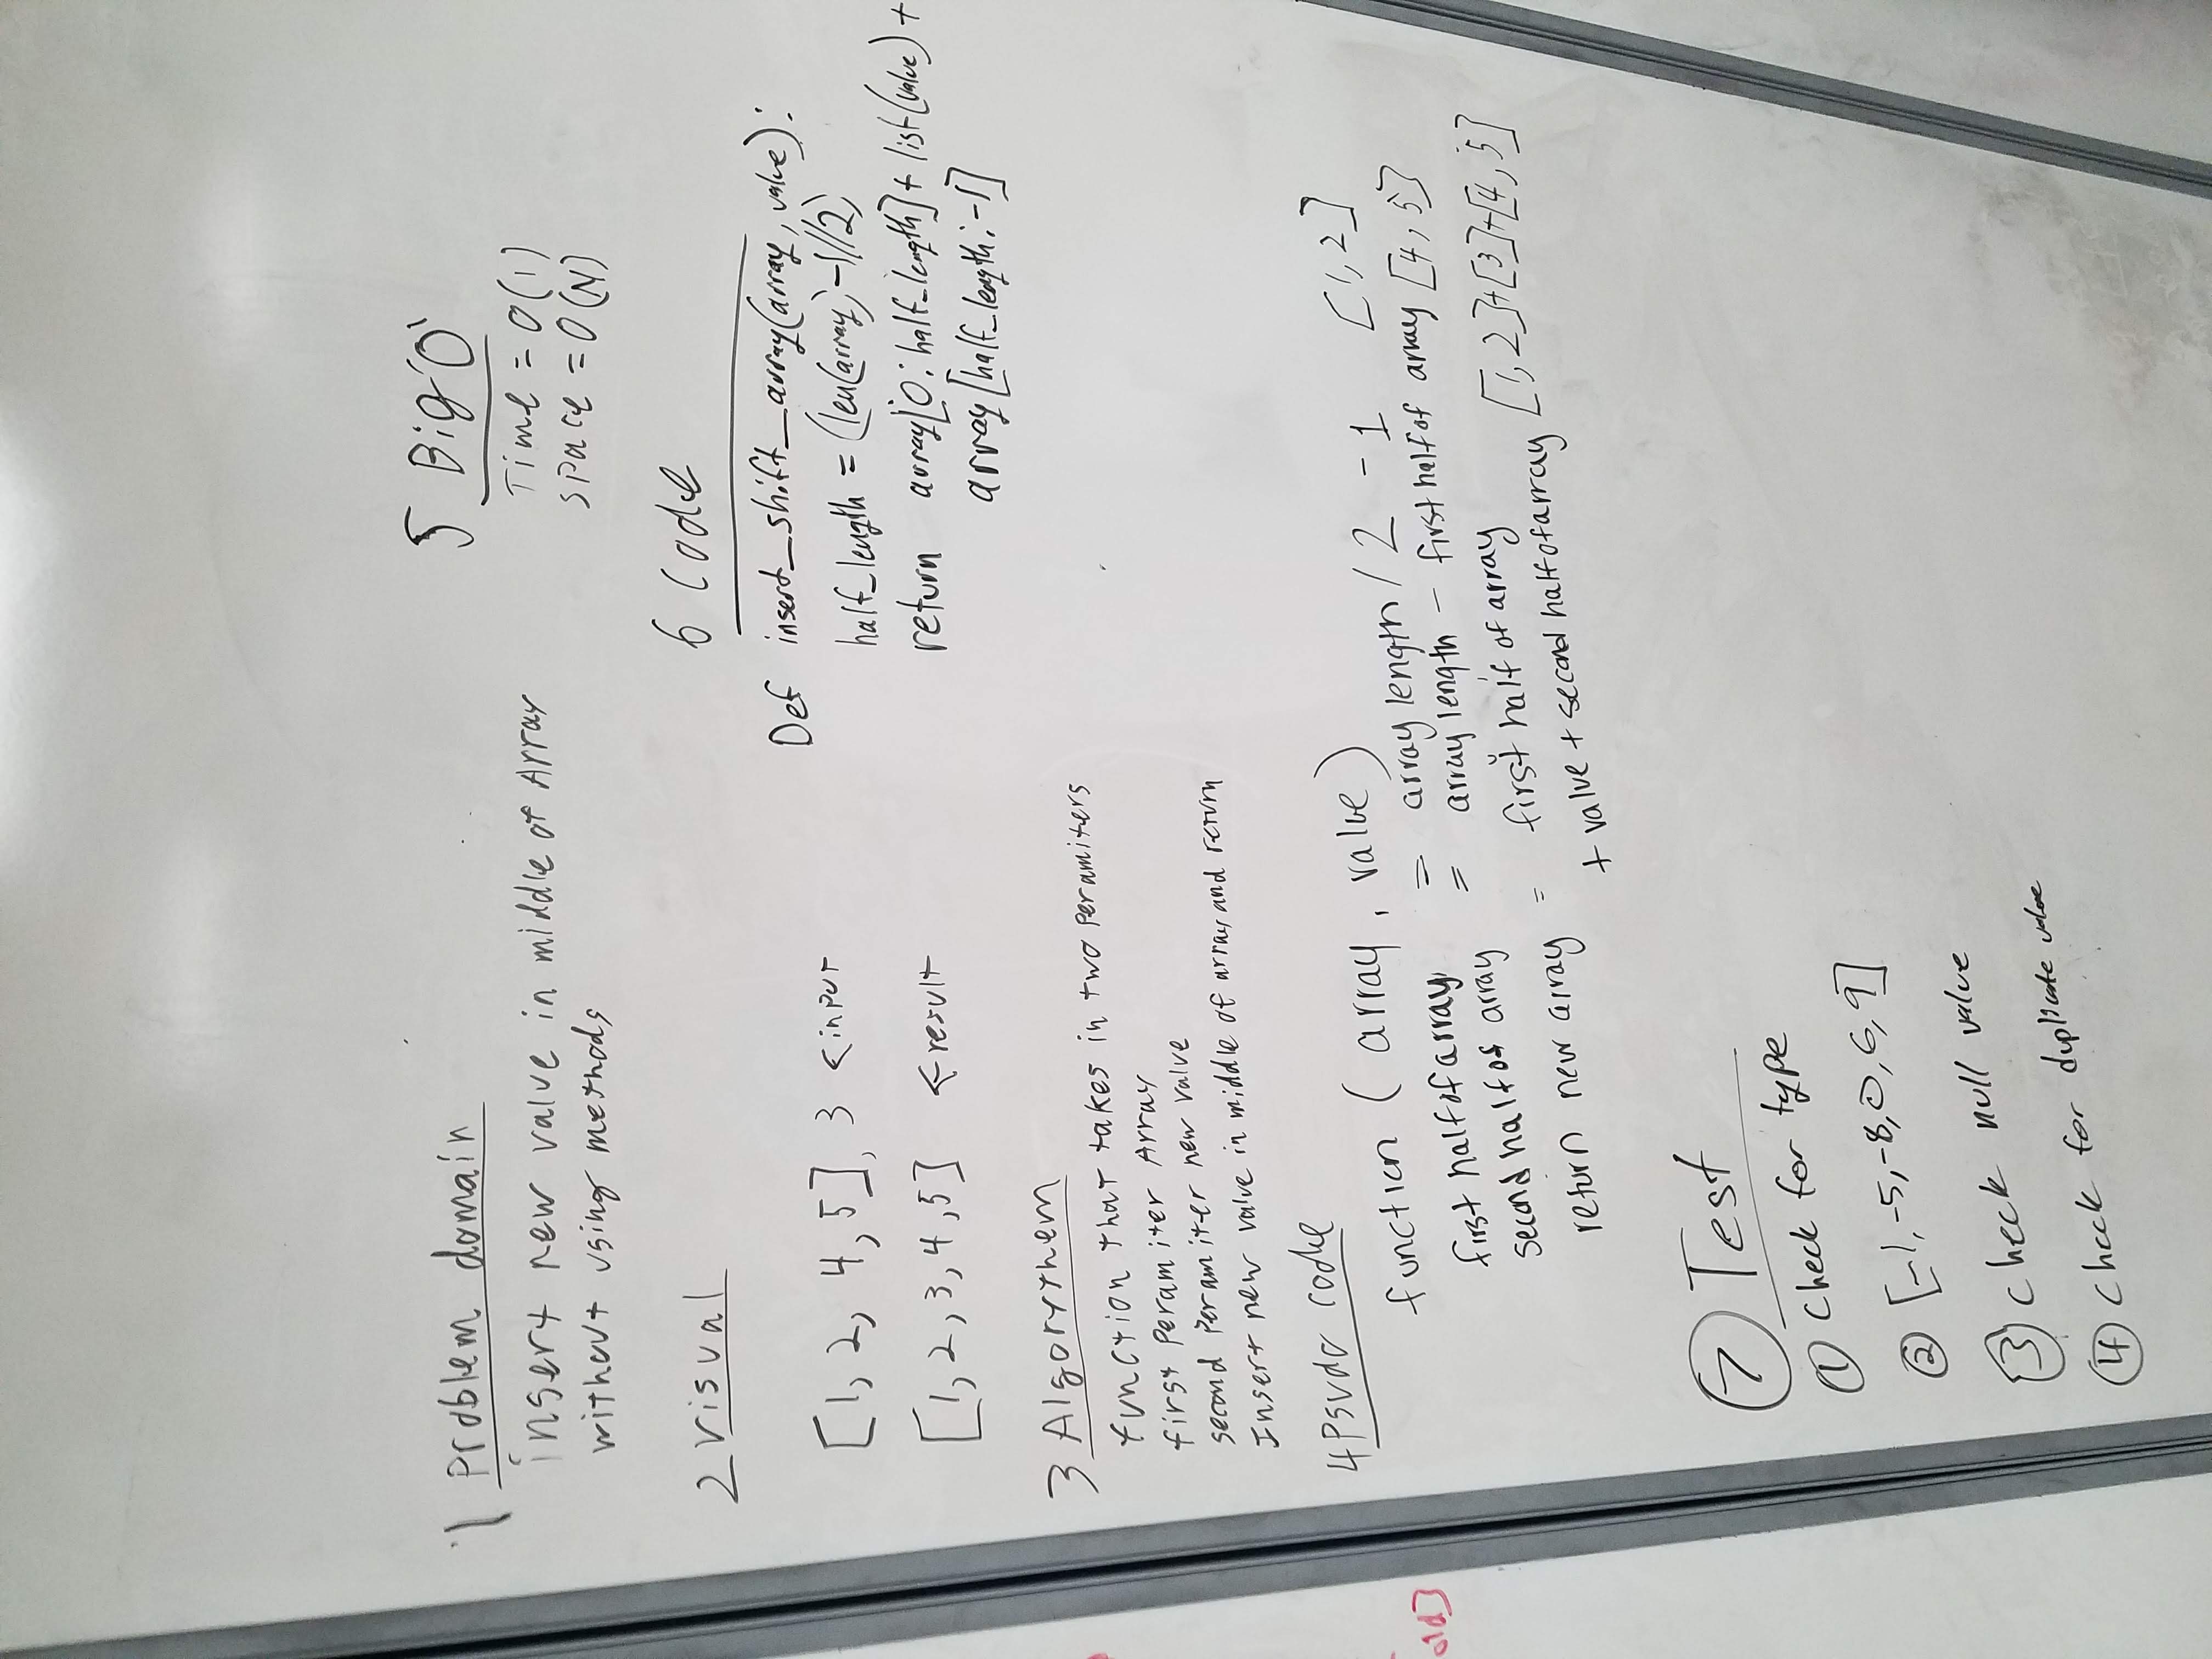 1 Problem domain
insert new value in middle of Array
without using methods
2 visual
[1, 2, 4, 5], 3 <-input
[1, 2, 3, 4, 5] <-result
3 Algorythem
function that takes in two Peramiters
first Peramiter Array
second Peramiter new value
Insert new value in middle of array and return
4 Psudo code
function (array, value)
first half of array = array length / 2 - 1 [1, 2]
second half of array = array length - first half of array [4, 5]
return new array = first half of array
+ value + second half of array [1, 2]+[3]+[4, 5]
5 Big 'O'
Time = O(1)
space = O(N)
6 Code
Def insert_shift_array(array, value):
half_length = (len(array)-1//2)
return array[0:half_length] + list(value) +
array[half_length:-1]
7 Test
1 Check for type
2 [-1, -5, -8, 0, 6, 9]
3 check null value
4 check for duplicate value
old]